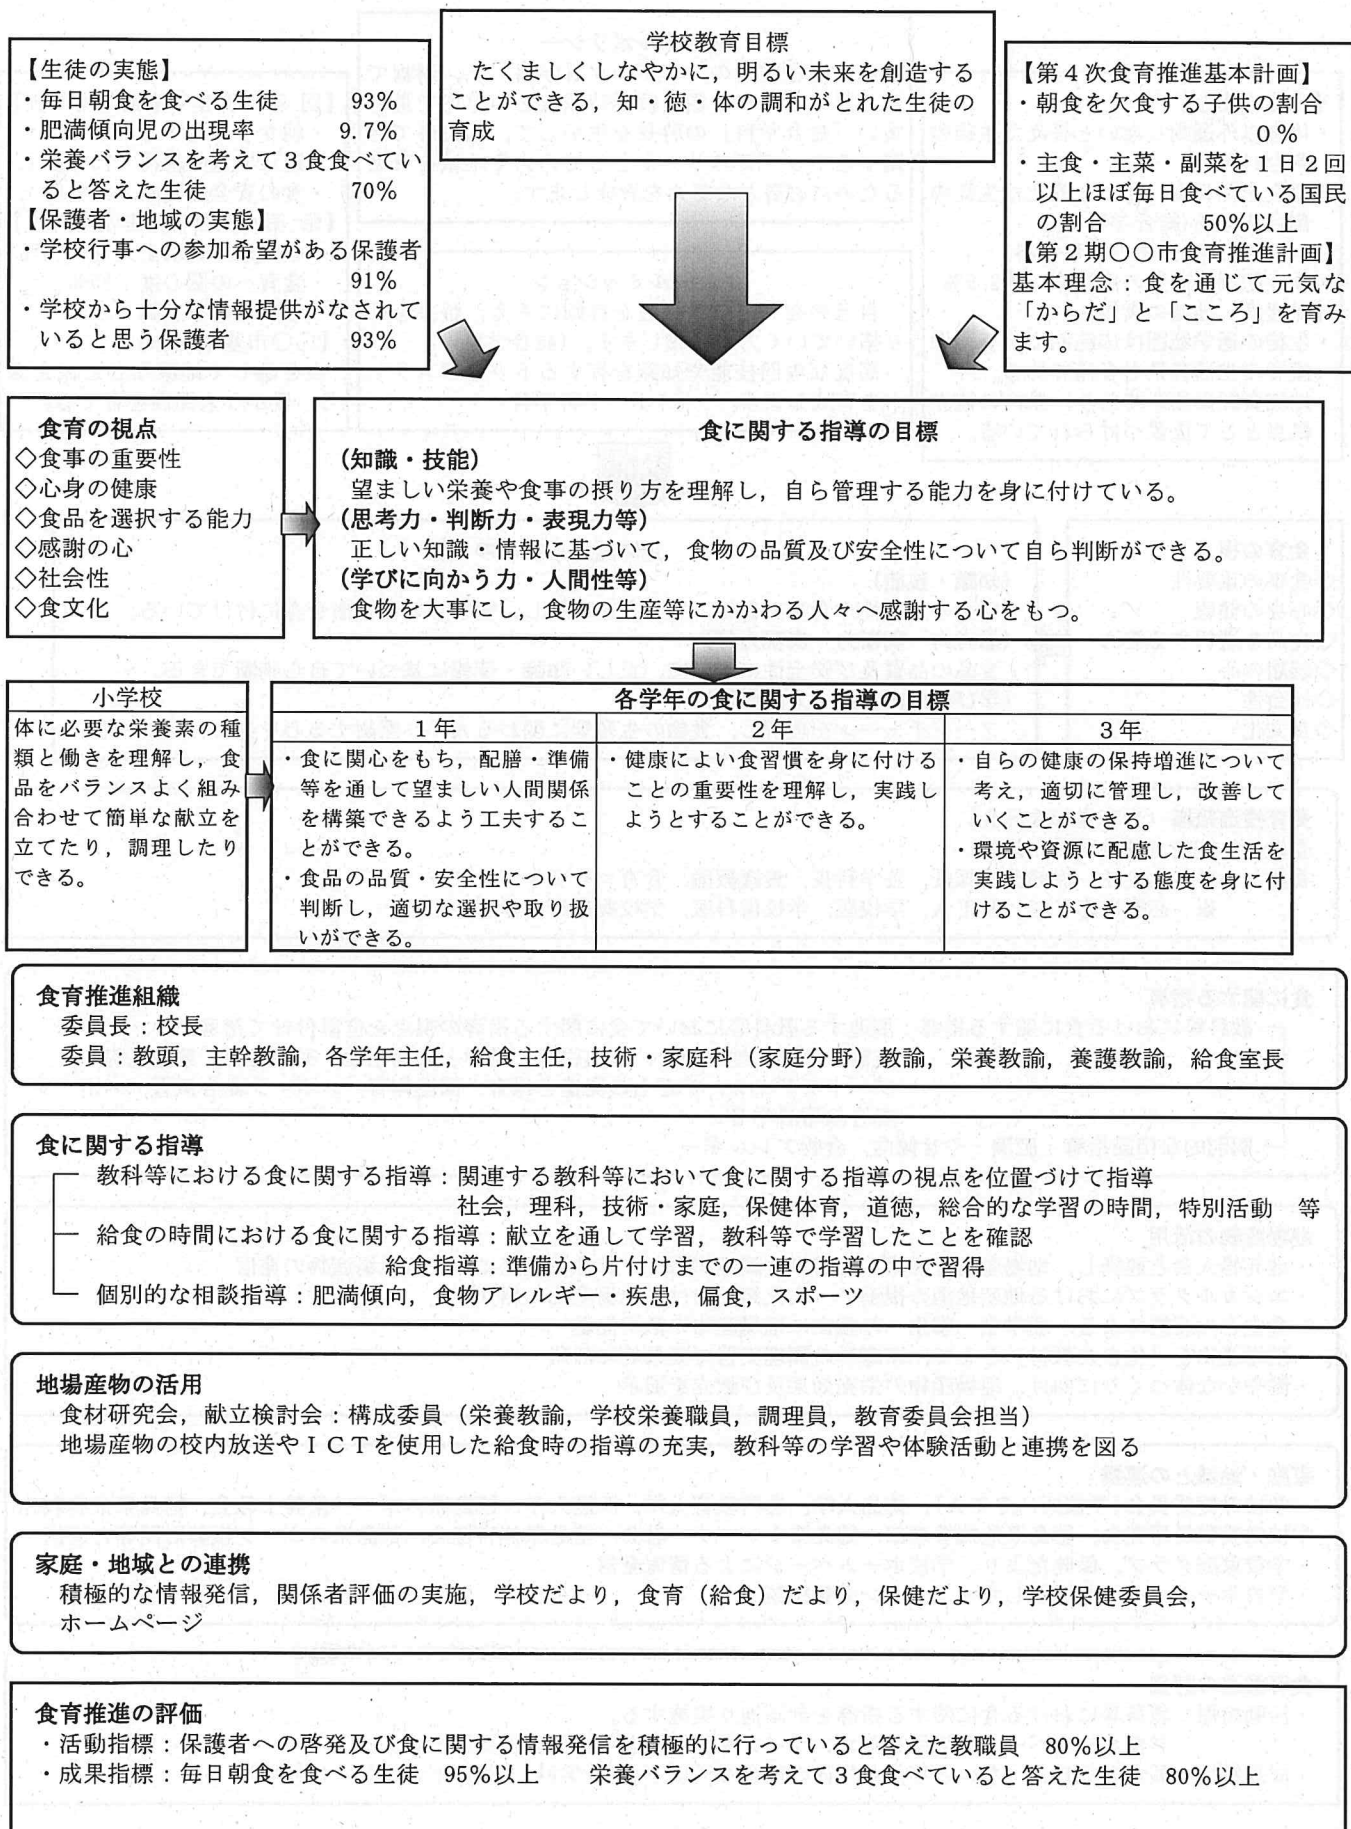 学校教育目標
たくましくしなやかに，明るい未来を創造する
ことができる，知・徳・体の調和がとれた生徒の
育成
【生徒の実態】
・毎日朝食を食べる生徒　93%
・肥満傾向児の出現率　9.7%
・栄養バランスを考えて３食食べてい
ると答えた生徒　70%
【保護者・地域の実態】
・学校行事への参加希望がある保護者
91%
・学校から十分な情報提供がなされて
いると思う保護者　93%
【第４次食育推進基本計画】
・朝食を欠食する子供の割合
０％
・主食・主菜・副菜を１日２回
以上ほぼ毎日食べている国民
の割合　50%以上
【第２期〇〇市食育推進計画】
基本理念：食を通じて元気な
「からだ」と「こころ」を育み
ます。
食育の視点
◇食事の重要性
◇心身の健康
◇食品を選択する能力
◇感謝の心
◇社会性
◇食文化
食に関する指導の目標
（知識・技能）
望ましい栄養や食事の摂り方を理解し，自ら管理する能力を身に付けている。
（思考力・判断力・表現力等）
正しい知識・情報に基づいて，食物の品質及び安全性について自ら判断ができる。
（学びに向かう力・人間性等）
食物を大事にし，食物の生産等にかかわる人々へ感謝する心をもつ。
小学校
体に必要な栄養素の種
類と働きを理解し，食
品をバランスよく組み
合わせて簡単な献立を
立てたり，調理したり
できる。
各学年の食に関する指導の目標
１年
・食に関心をもち，配膳・準備
等を通して望ましい人間関係
を構築できるよう工夫するこ
とができる。
・食品の品質・安全性について
判断し，適切な選択や取り扱
いができる。
２年
・健康によい食習慣を身に付ける
ことの重要性を理解し，実践し
ようとすることができる。
３年
・自らの健康の保持増進について
考え，適切に管理し，改善して
いくことができる。
・環境や資源に配慮した食生活を
実践しようとする態度を身に付
けることができる。
食育推進組織
委員長：校長
委員：教頭，主幹教諭，各学年主任，給食主任，技術・家庭科（家庭分野）教諭，栄養教諭，養護教諭，給食室長
食に関する指導
教科等における食に関する指導：関連する教科等において食に関する指導の視点を位置づけて指導
社会，理科，技術・家庭，保健体育，道徳，総合的な学習の時間，特別活動　等
給食の時間における食に関する指導：献立を通して学習，教科等で学習したことを確認
給食指導：準備から片付けまでの一連の指導の中で習得
個別的な相談指導：肥満傾向，食物アレルギー・疾患，偏食，スポーツ
地場産物の活用
食材研究会，献立検討会・構成委員（栄養教諭，学校栄養職員，調理員，教育委員会担当）
地場産物の校内放送やＩＣＴを使用した給食時の指導の充実，教科等の学習や体験活動と連携を図る
家庭・地域との連携
積極的な情報発信，関係者評価の実施，学校だより，食育（給食）だより，保健だより，学校保健委員会，
ホームページ
食育推進の評価
・活動指標：保護者への啓発及び食に関する情報発信を積極的に行っていると答えた教職員　80%以上
・成果指標：毎日朝食を食べる生徒　95%以上　　栄養バランスを考えて３食食べていると答えた生徒　80%以上